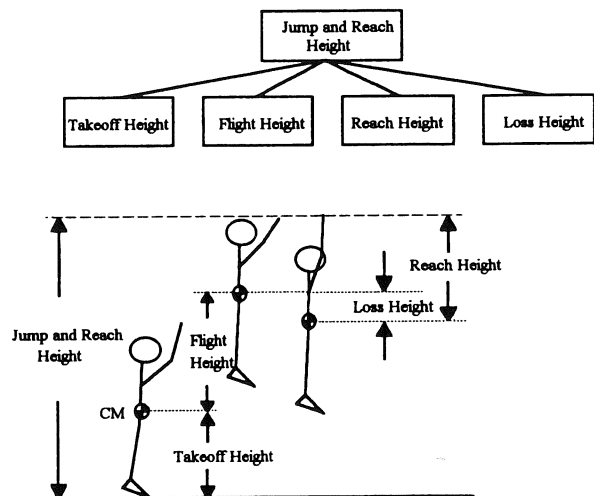 Jump and Reach
Height
Takeoff Height
Flight Height
Reach Height
Loss Height
Reach Height
Loss Height
Flight
Height
Jump and Reach
Height
CM
Takeoff Height